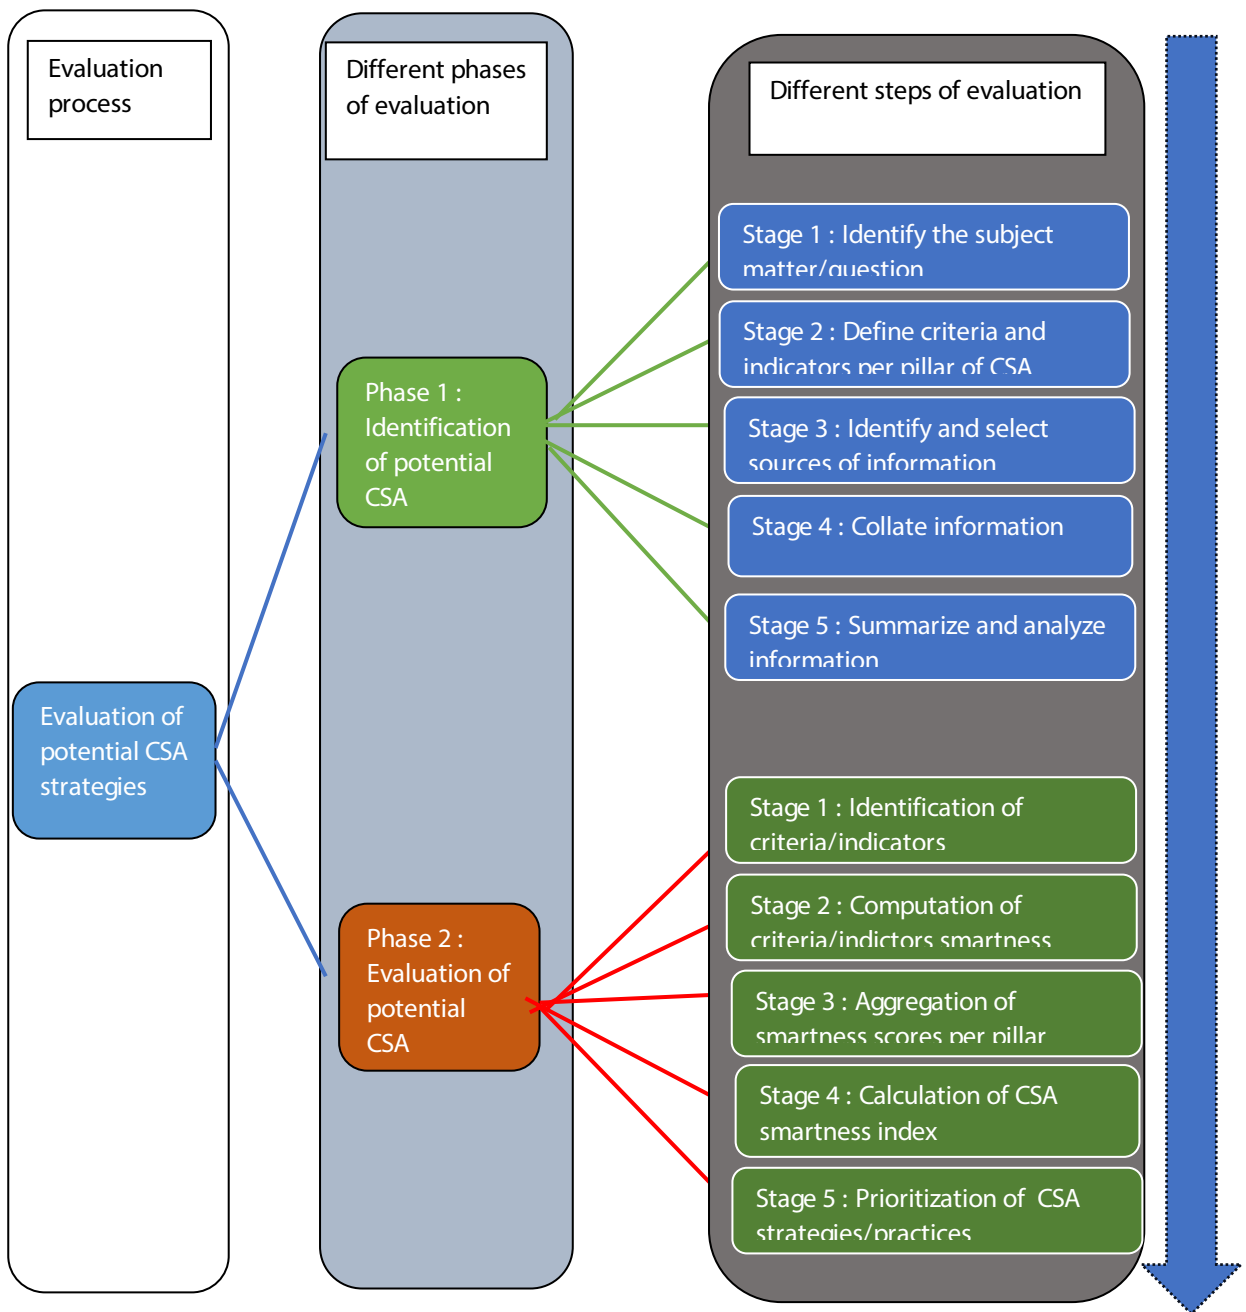 Evaluation
process
Different phases
of evaluation
Different steps of evaluation
Evaluation of
potential CSA
strategies
Phase 1 :
Identification
of potential
CSA
Phase 2 :
Evaluation of
potential
CSA
Stage 1 : Identify the subject
matter/question
Stage 2 : Define criteria and
indicators per pillar of CSA
Stage 3 : Identify and select
sources of information
Stage 4 : Collate information
Stage 5 : Summarize and analyze
information
Stage 1 : Identification of
criteria/indicators
Stage 2 : Computation of
criteria/indictors smartness
Stage 3 : Aggregation of
smartness scores per pillar
Stage 4 : Calculation of CSA
smartness index
Stage 5 : Prioritization of  CSA
strategies/practices